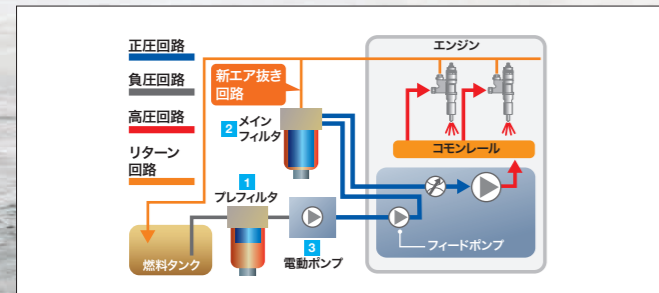 正圧回路
負圧回路
高圧回路
リターン
回路
新エア抜き
回路
エンジン
2 メイン
フィルタ
コモンレール
1
プレフィルタ
3
電動ポンプ
フィードポンプ
燃料タンク